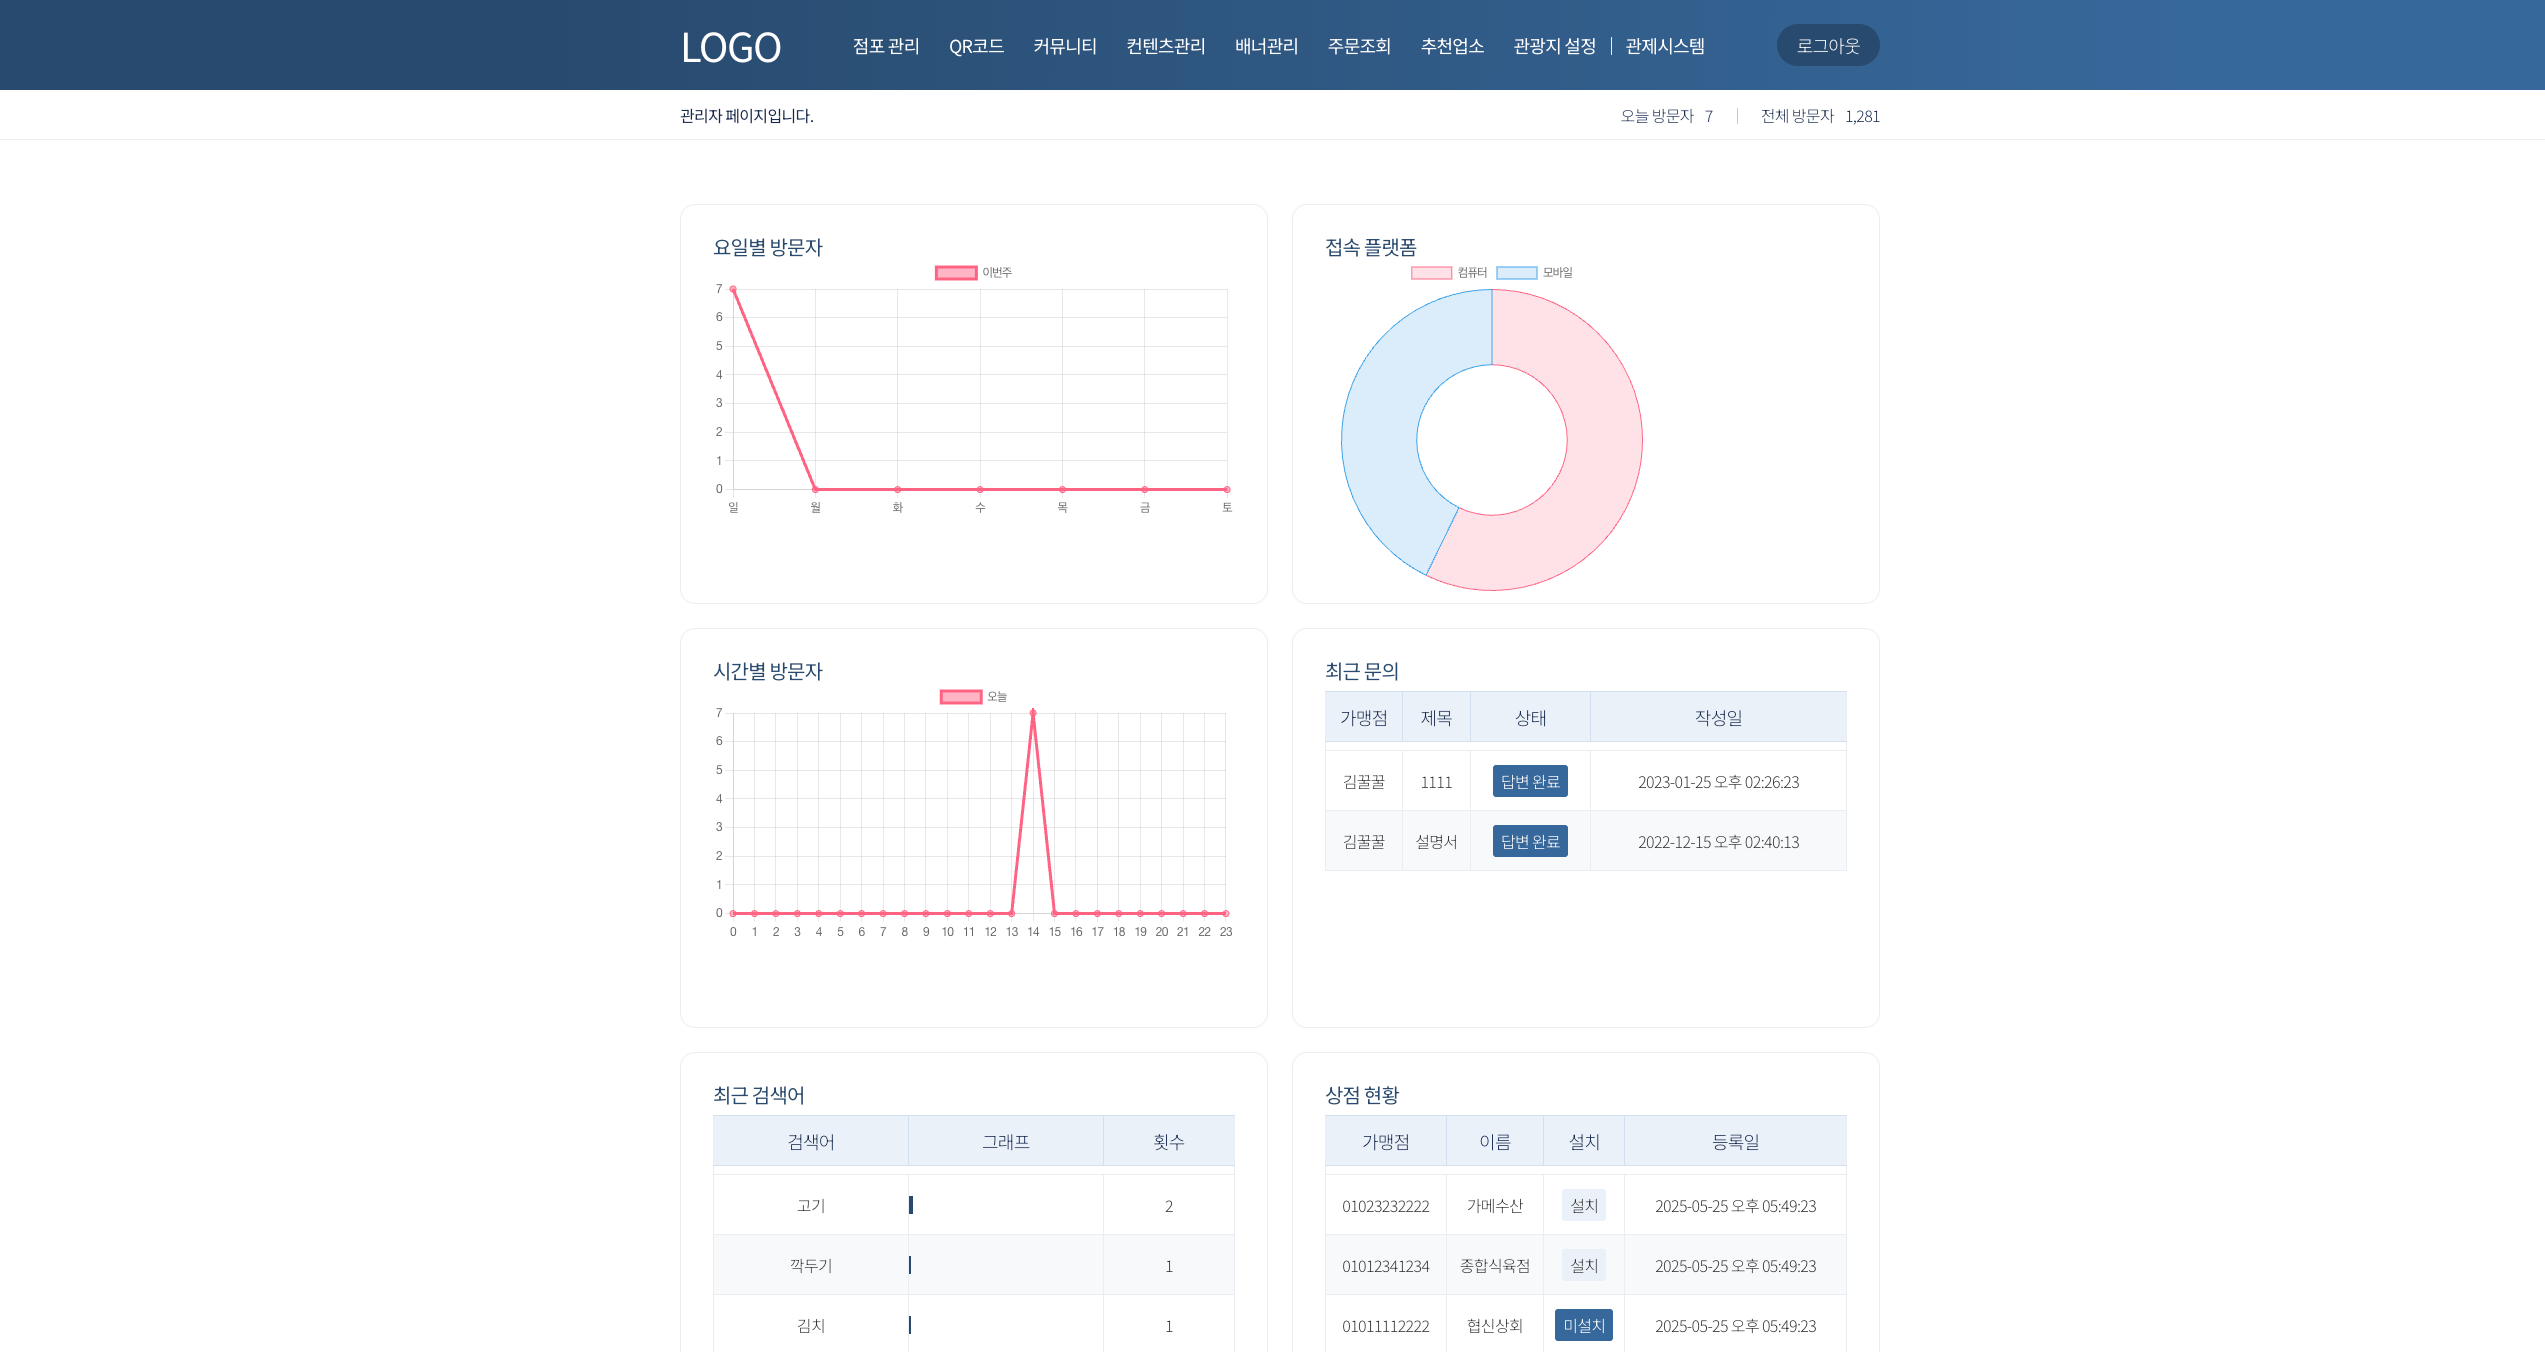 LOGO 점포 관리 QR코드 커뮤니티 컨텐츠관리 배너관리 주문조회 추천업소 관광지 설정 관제시스템 로그아웃
관리자 페이지입니다. 오늘 방문자 7 전체 방문자 1,281
요일별 방문자
이번주
7
6
5
4
3
2
1
0
일 월 화 수 목 금 토
접속 플랫폼
컴퓨터 모바일
시간별 방문자
오늘
7
6
5
4
3
2
1
0
0 1 2 3 4 5 6 7 8 9 10 11 12 13 14 15 16 17 18 19 20 21 22 23
최근 문의
가맹점 제목 상태 작성일
김꿀꿀 1111 답변 완료 2023-01-25 오후 02:26:23
김꿀꿀 설명서 답변 완료 2022-12-15 오후 02:40:13
최근 검색어
검색어 그래프 횟수
고기 2
깍두기 1
김치 1
상점 현황
가맹점 이름 설치 등록일
01023232222 가메수산 설치 2025-05-25 오후 05:49:23
01012341234 종합식육점 설치 2025-05-25 오후 05:49:23
01011112222 협신상회 미설치 2025-05-25 오후 05:49:23